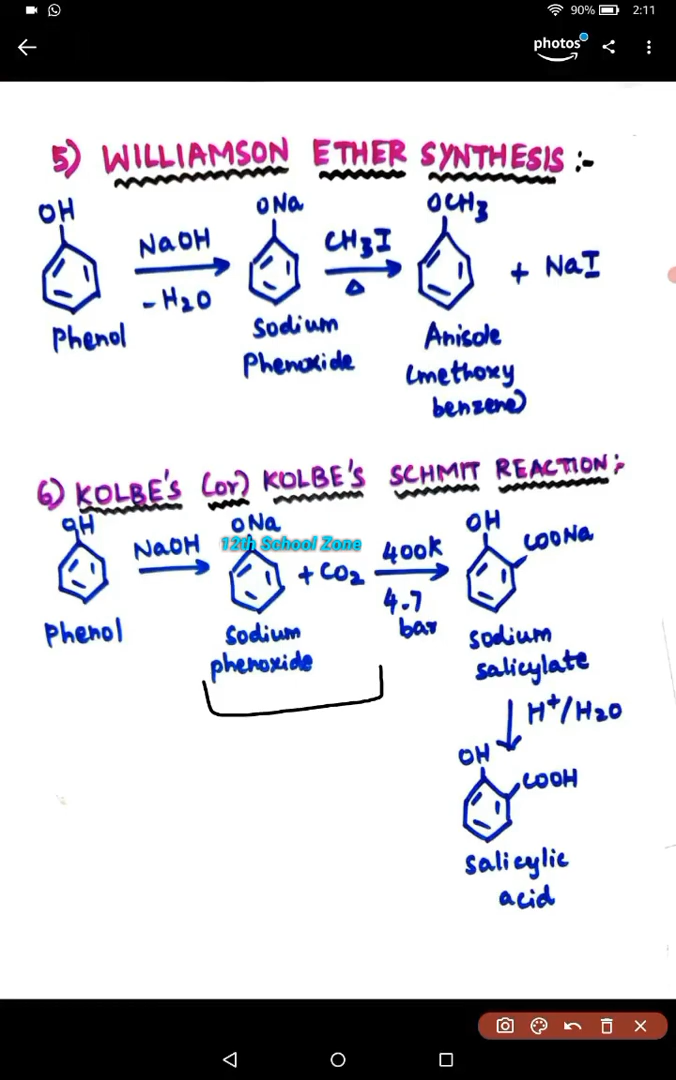 90% 2:11
photos
5) WILLIAMSON ETHER SYNTHESIS :-
OH ONa OCH3
NaOH CH3I
-H2O Δ + NaI
Phenol Sodium Phenoxide Anisole
(methoxy
benzene)
6) KOLBE'S (or) KOLBE'S SCHMIT REACTION :-
OH ONa OH
12th School Zone
NaOH + CO2 400K COONa
4.7
bar
Phenol Sodium phenoxide sodium
salicylate
H+/H2O
OH
COOH
salicylic
acid